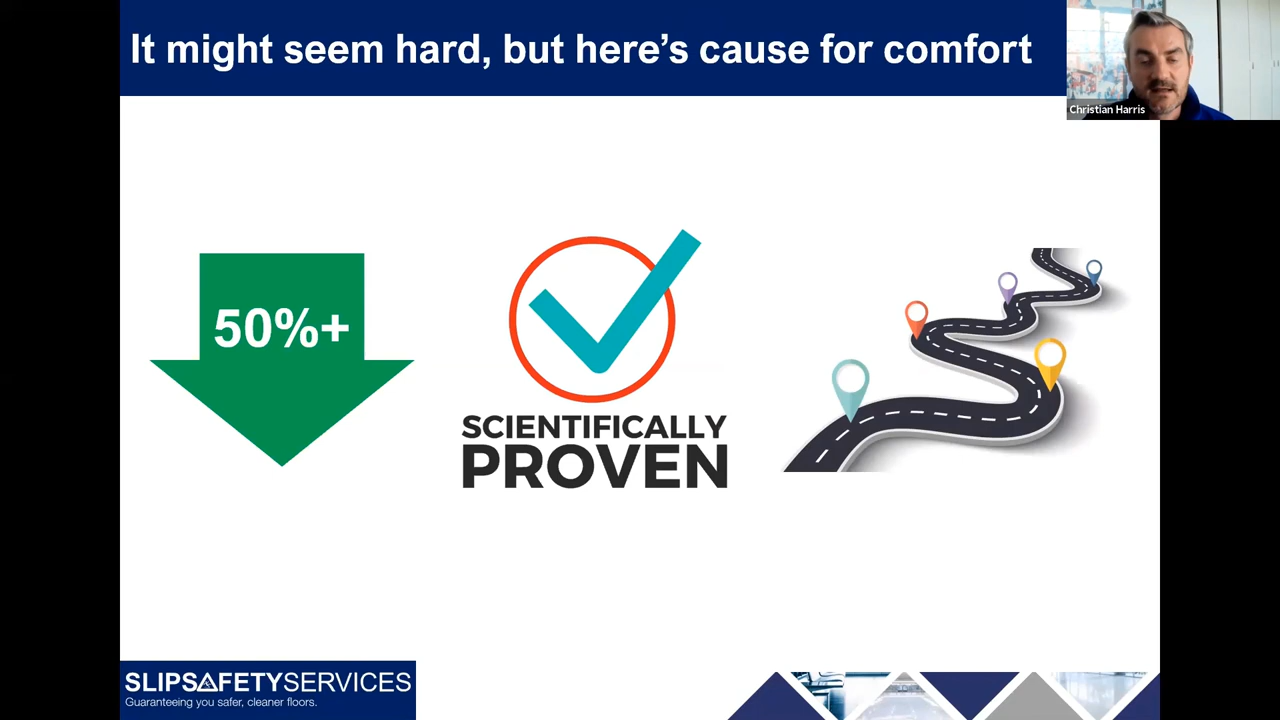 It might seem hard, but here's cause for comfort
Christian Harris
50%+
SCIENTIFICALLY
PROVEN
SLIPSAFETYSERVICES
Guaranteeing you safer, cleaner floors.